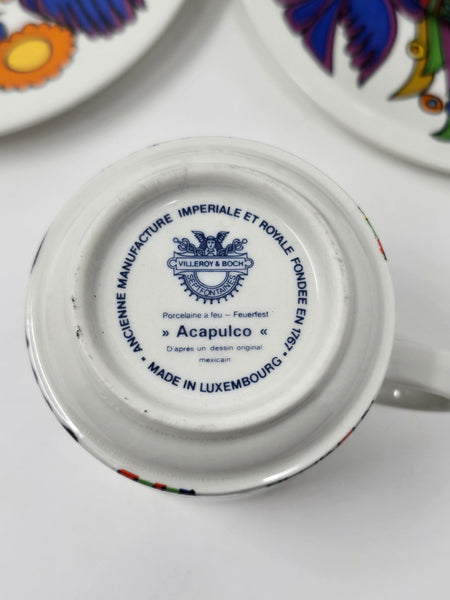 ANCIENNE MANUFACTURE IMPERIALE ET ROYALE FONDEE EN 1767 •
VILLEROY & BOCH
SEPTFONTAINES
Porcelaine à feu – Feuerfest
» Acapulco «
D'après un dessin original
mexicain
• MADE IN LUXEMBOURG •